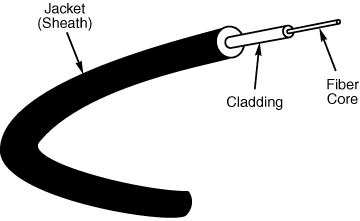 Jacket
(Sheath)
Cladding
Fiber
Core